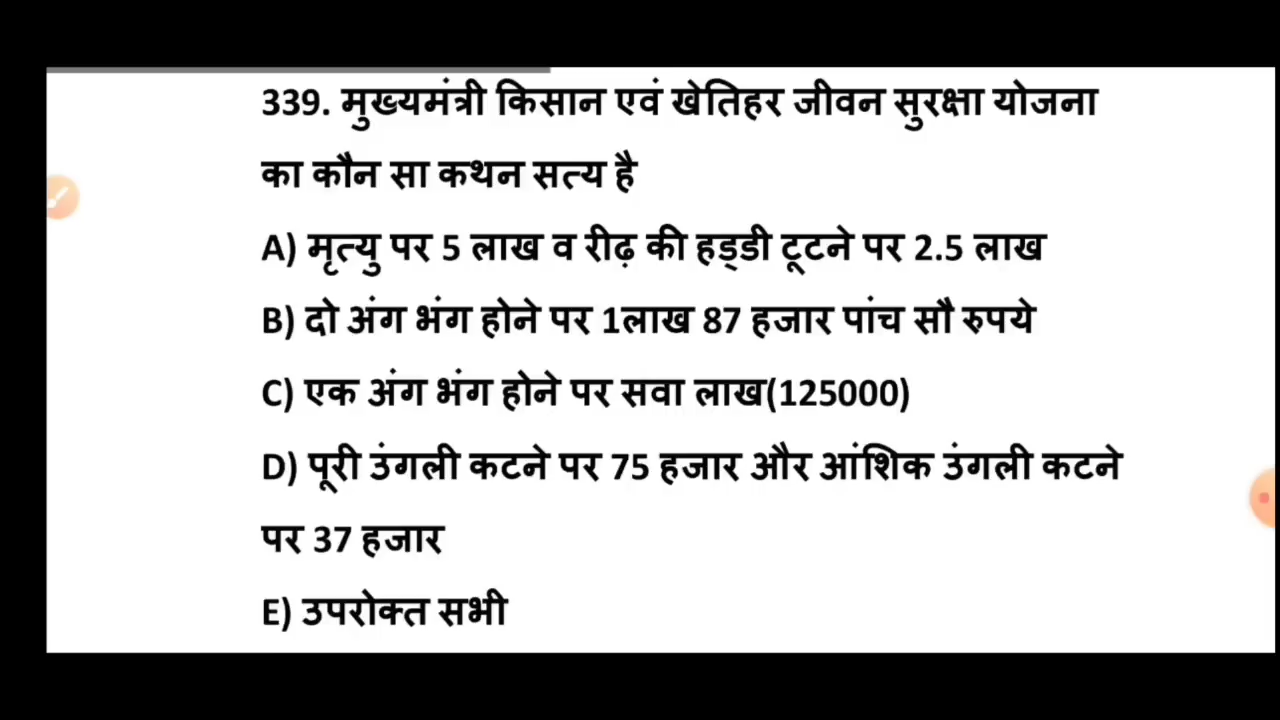 339. मुख्यमंत्री किसान एवं खेतिहर जीवन सुरक्षा योजना
का कौन सा कथन सत्य है
A) मृत्यु पर 5 लाख व रीढ़ की हड्डी टूटने पर 2.5 लाख
B) दो अंग भंग होने पर 1लाख 87 हजार पांच सौ रुपये
C) एक अंग भंग होने पर सवा लाख(125000)
D) पूरी उंगली कटने पर 75 हजार और आंशिक उंगली कटने
पर 37 हजार
E) उपरोक्त सभी